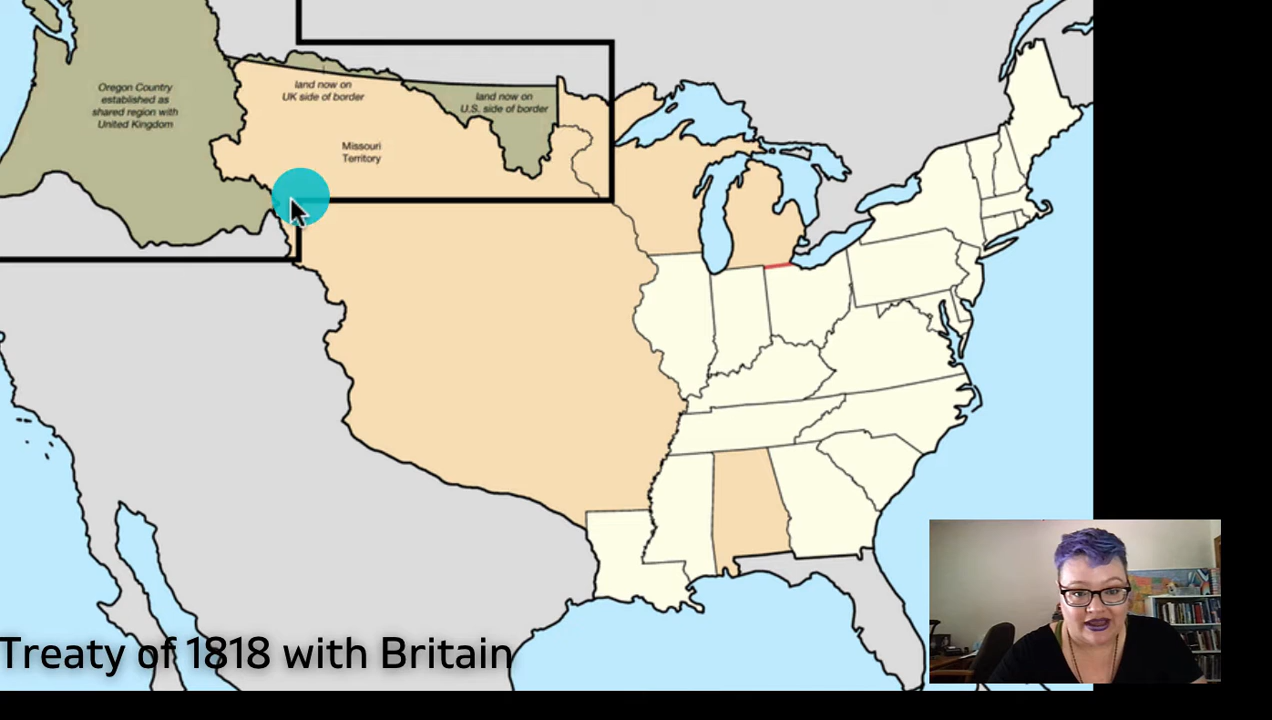 Oregon Country
established as
shared region with
United Kingdom
land now on
UK side of border
land now on
U.S. side of border
Missouri
Territory
Treaty of 1818 with Britain